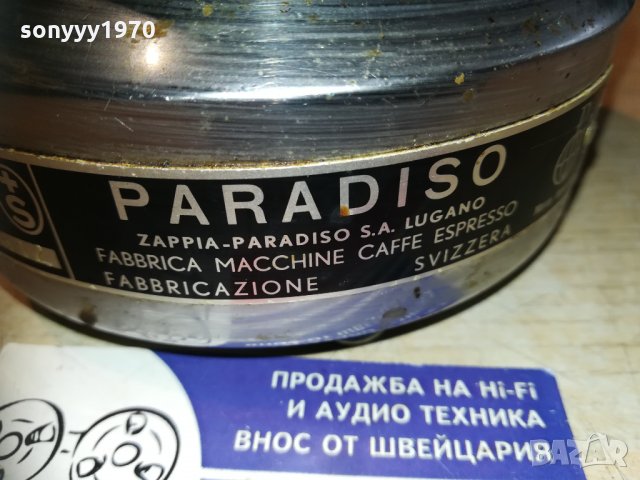 sonyyy1970
+
S
PARADISO
ZAPPIA-PARADISO S.A. LUGANO
FABBRICA MACCHINE CAFFE ESPRESSO
FABBRICAZIONE SVIZZERA
ПРОДАЖБА НА Hi-Fi
И АУДИО ТЕХНИКА
ВНОС ОТ ШВЕЙЦАРИЯ
BAZAR